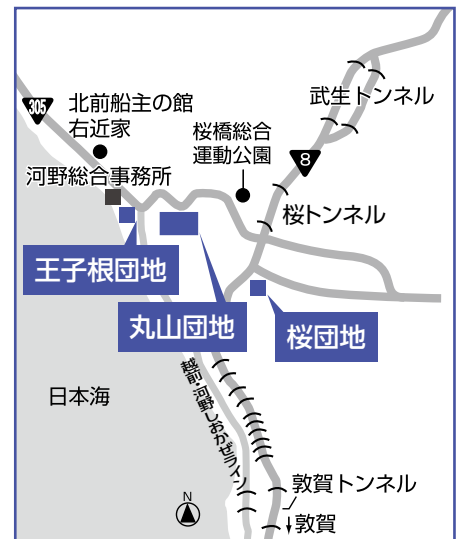 305
北前船主の館
右近家
河野総合事務所
桜橋総合
運動公園
武生トンネル
8
桜トンネル
王子根団地
丸山団地
桜団地
日本海
越前・河野しおかぜライン
敦賀トンネル
↓敦賀
N